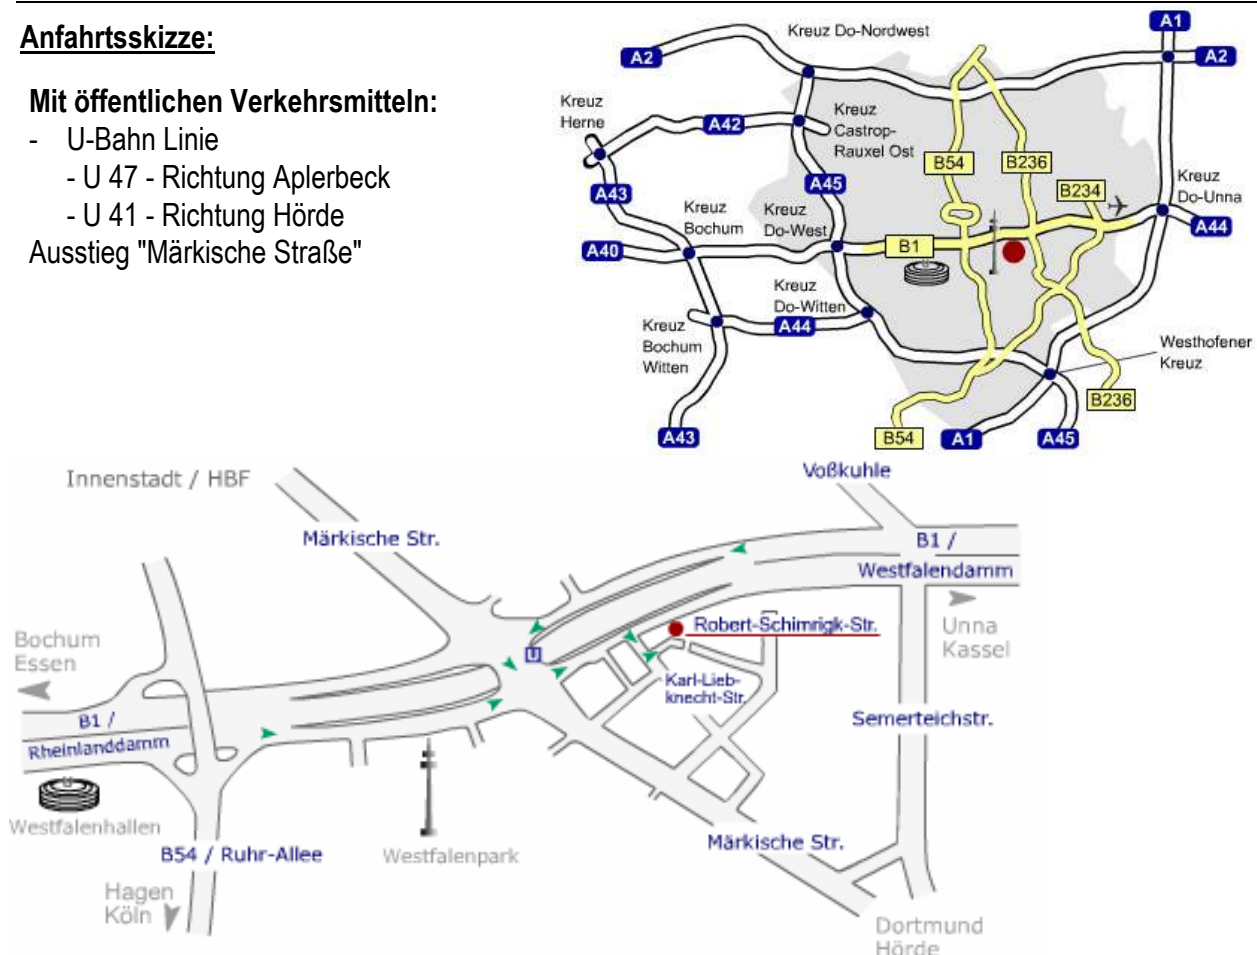 Anfahrtsskizze:
Mit öffentlichen Verkehrsmitteln:
- U-Bahn Linie
- U 47 - Richtung Aplerbeck
- U 41 - Richtung Hörde
Ausstieg "Märkische Straße"
A1
Kreuz Do-Nordwest
A2
A2
Kreuz
Herne
A42
Kreuz
Castrop-
Rauxel Ost
B54
B236
A43
A45
B234
Kreuz
Do-Unna
Kreuz
Bochum
Kreuz
Do-West
A44
A40
B1
Kreuz
Do-Witten
A44
Kreuz
Bochum
Witten
Westhofener
Kreuz
B236
A43
B54
A1
A45
Innenstadt / HBF
Voßkuhle
Märkische Str.
B1 /
Westfalendamm
Robert-Schimrigk-Str.
Unna
Kassel
Bochum
Essen
U
Karl-Lieb-
knecht-Str.
B1 /
Rheinlanddamm
Semerteichstr.
Westfalenhallen
B54 / Ruhr-Allee
Westfalenpark
Märkische Str.
Hagen
Köln
Dortmund
Hörde